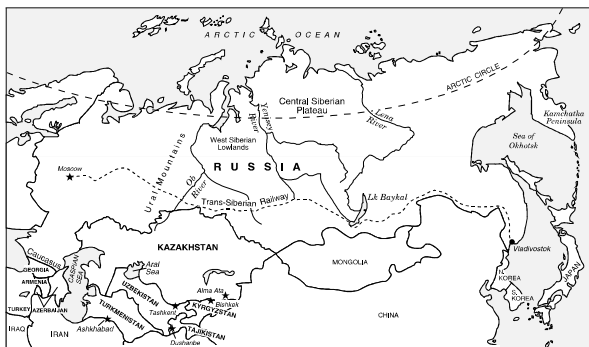 ARCTIC OCEAN
ARCTIC CIRCLE
Central Siberian
Plateau
Lena
River
Yenisey
River
Kamchatka
Peninsula
Sea of
Okhotsk
West Siberian
Lowlands
Ural Mountains
Moscow
RUSSIA
Ob
River
Trans-Siberian Railway
Lk Baykal
Vladivostok
KAZAKHSTAN
Caucasus
GEORGIA
ARMENIA
CASPIAN
SEA
Aral
Sea
MONGOLIA
N.
KOREA
S.
KOREA
JAPAN
Alma Ata
Bishkek
UZBEKISTAN
Tashkent
KYRGYZSTAN
TURKEY
AZERBAIJAN
TURKMENISTAN
CHINA
IRAQ
IRAN
Ashkhabad
TAJIKISTAN
Dushanbe